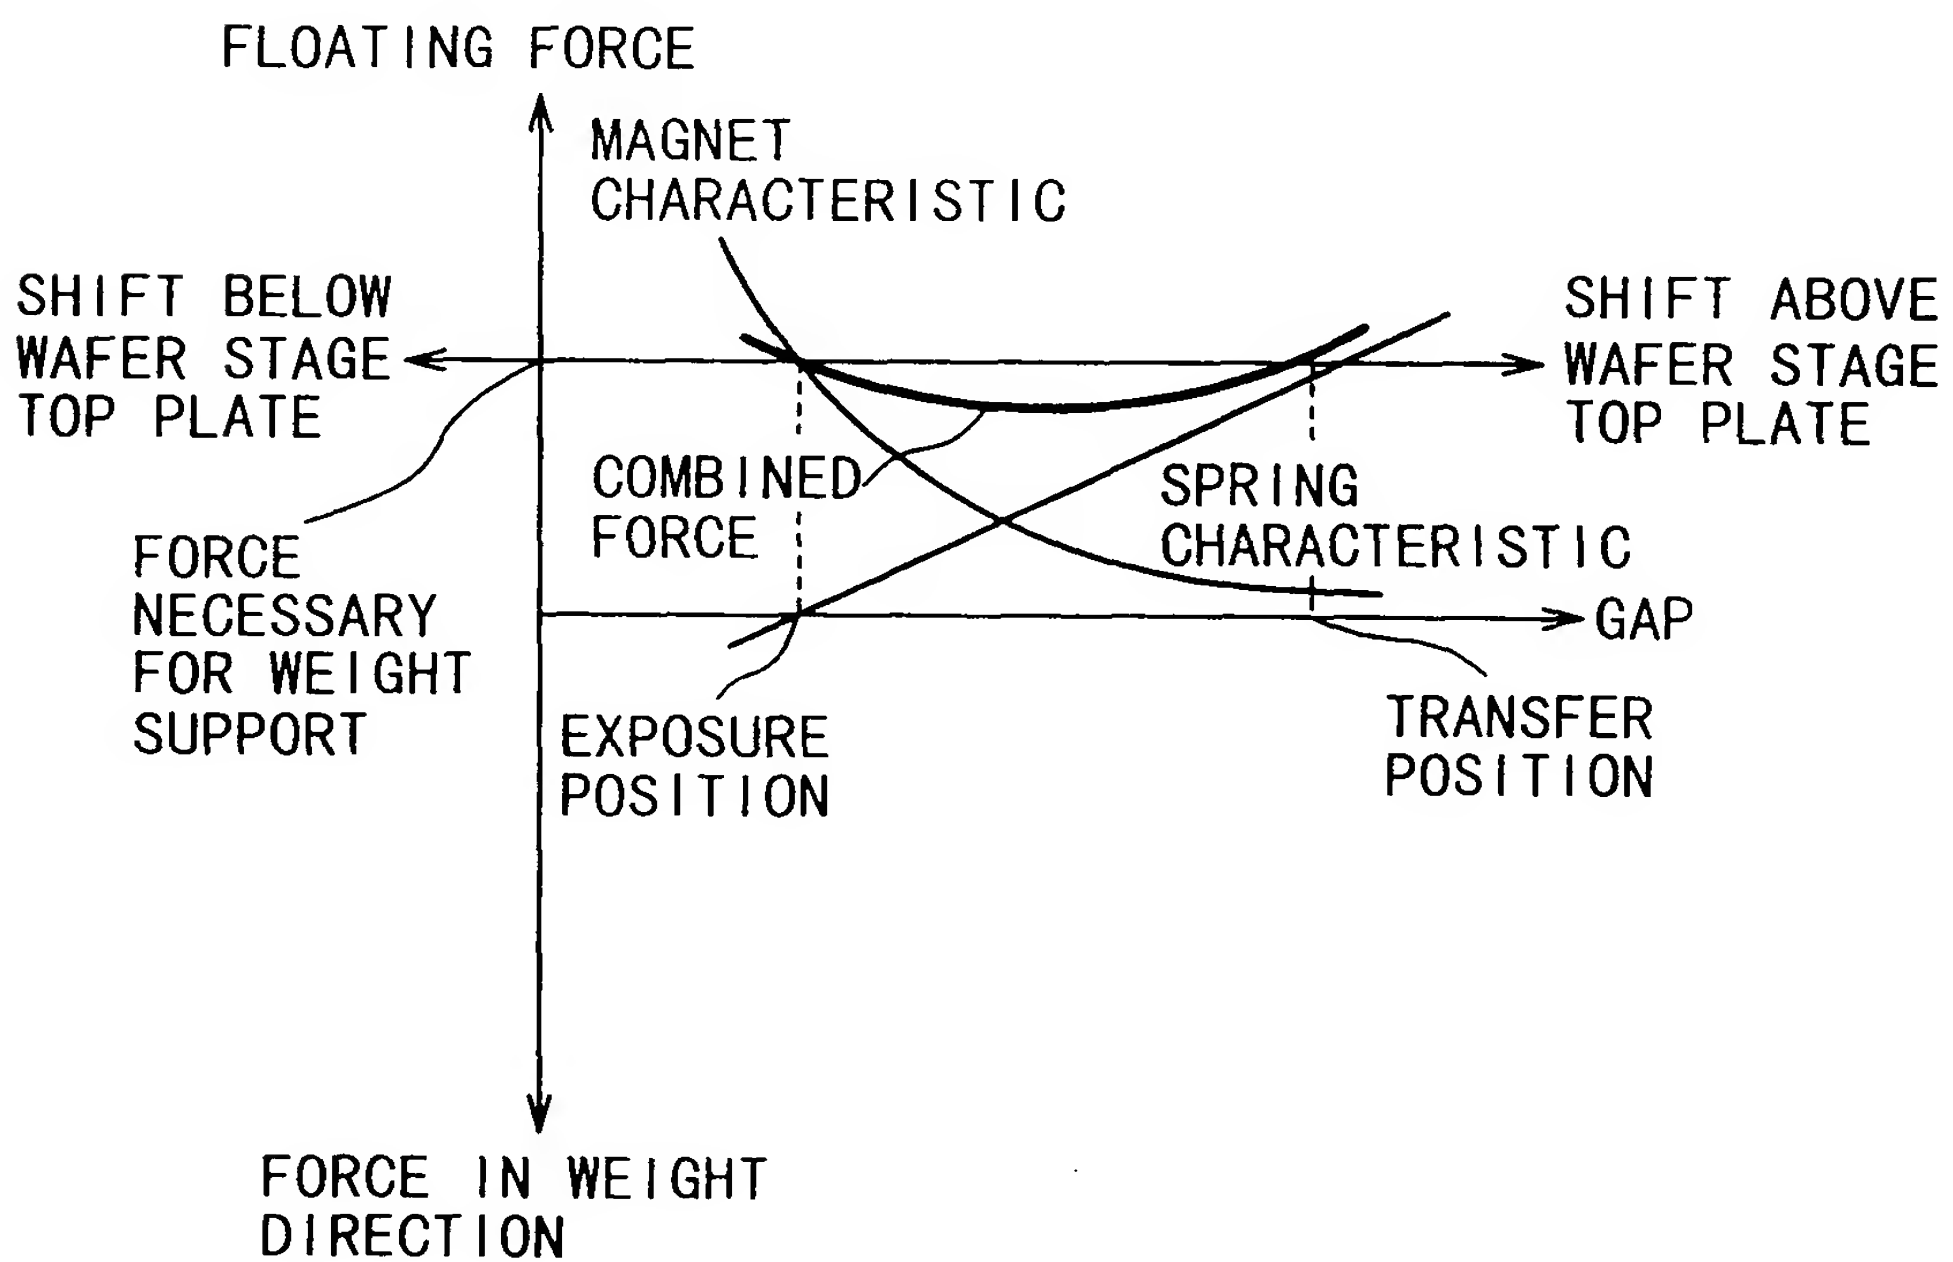 FLOATING FORCE
MAGNET
CHARACTERISTIC
SHIFT BELOW
WAFER STAGE
TOP PLATE
SHIFT ABOVE
WAFER STAGE
TOP PLATE
COMBINED
FORCE
SPRING
CHARACTERISTIC
FORCE
NECESSARY
FOR WEIGHT
SUPPORT
GAP
EXPOSURE
POSITION
TRANSFER
POSITION
FORCE IN WEIGHT
DIRECTION